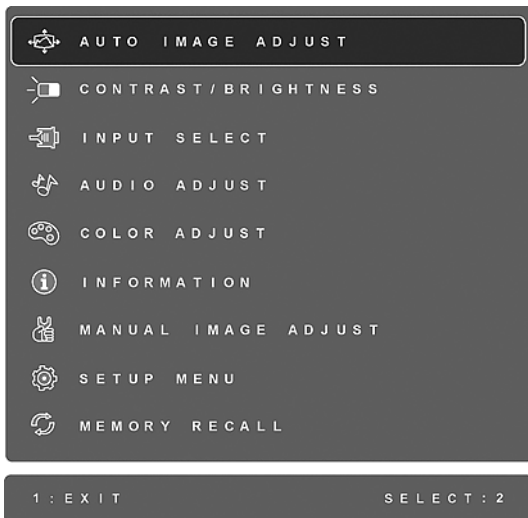 AUTO IMAGE ADJUST
CONTRAST/BRIGHTNESS
INPUT SELECT
AUDIO ADJUST
COLOR ADJUST
INFORMATION
MANUAL IMAGE ADJUST
SETUP MENU
MEMORY RECALL
1:EXIT SELECT:2